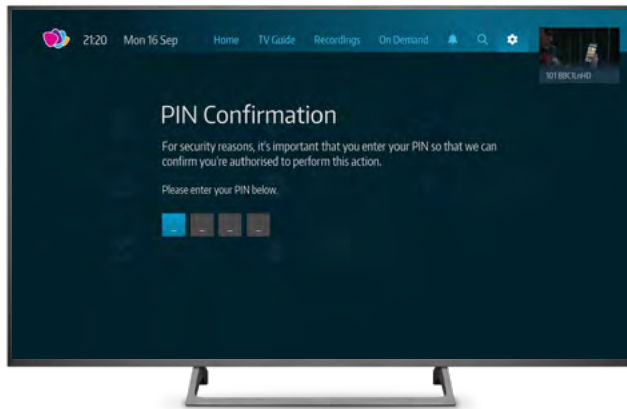 21:20 Mon 16 Sep Home TV Guide Recordings On Demand
101 BBC1LnHD
PIN Confirmation
For security reasons, it's important that you enter your PIN so that we can
confirm you're authorised to perform this action.
Please enter your PIN below.
_ _ _ _